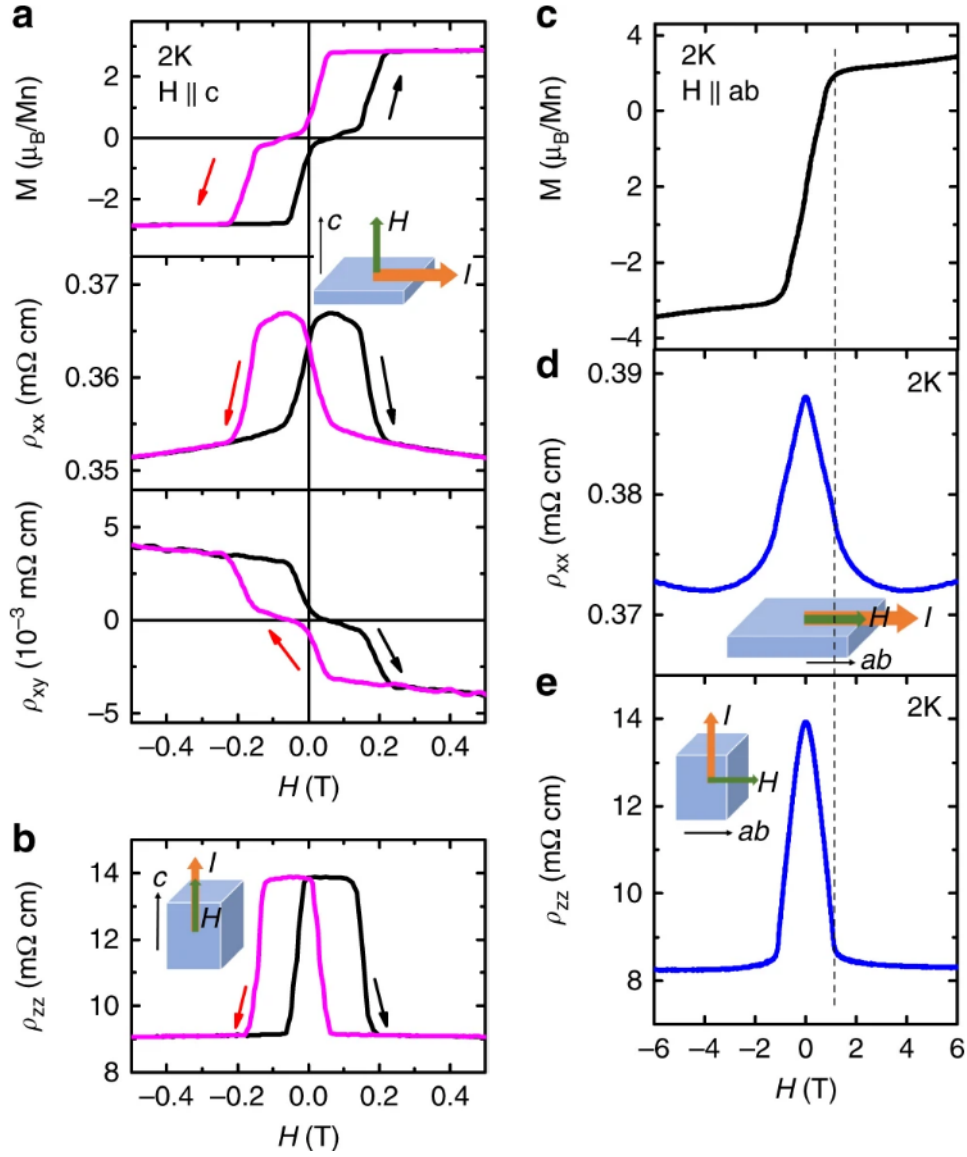 a
2K
H || c
M (μB/Mn)
2
0
−2
c
H
I
0.37
0.36
0.35
ρxx (mΩ cm)
5
0
−5
ρxy (10−3 mΩ cm)
−0.4 −0.2 0.0 0.2 0.4
H (T)
b
c
I
H
14
12
10
8
ρzz (mΩ cm)
−0.4 −0.2 0.0 0.2 0.4
H (T)
c
2K
H || ab
M (μB/Mn)
4
0
2
−2
−4
d
2K
0.39
0.38
0.37
ρxx (mΩ cm)
H I
ab
e
2K
I
H
ab
14
12
10
8
ρzz (mΩ cm)
−6 −4 −2 0 2 4 6
H (T)